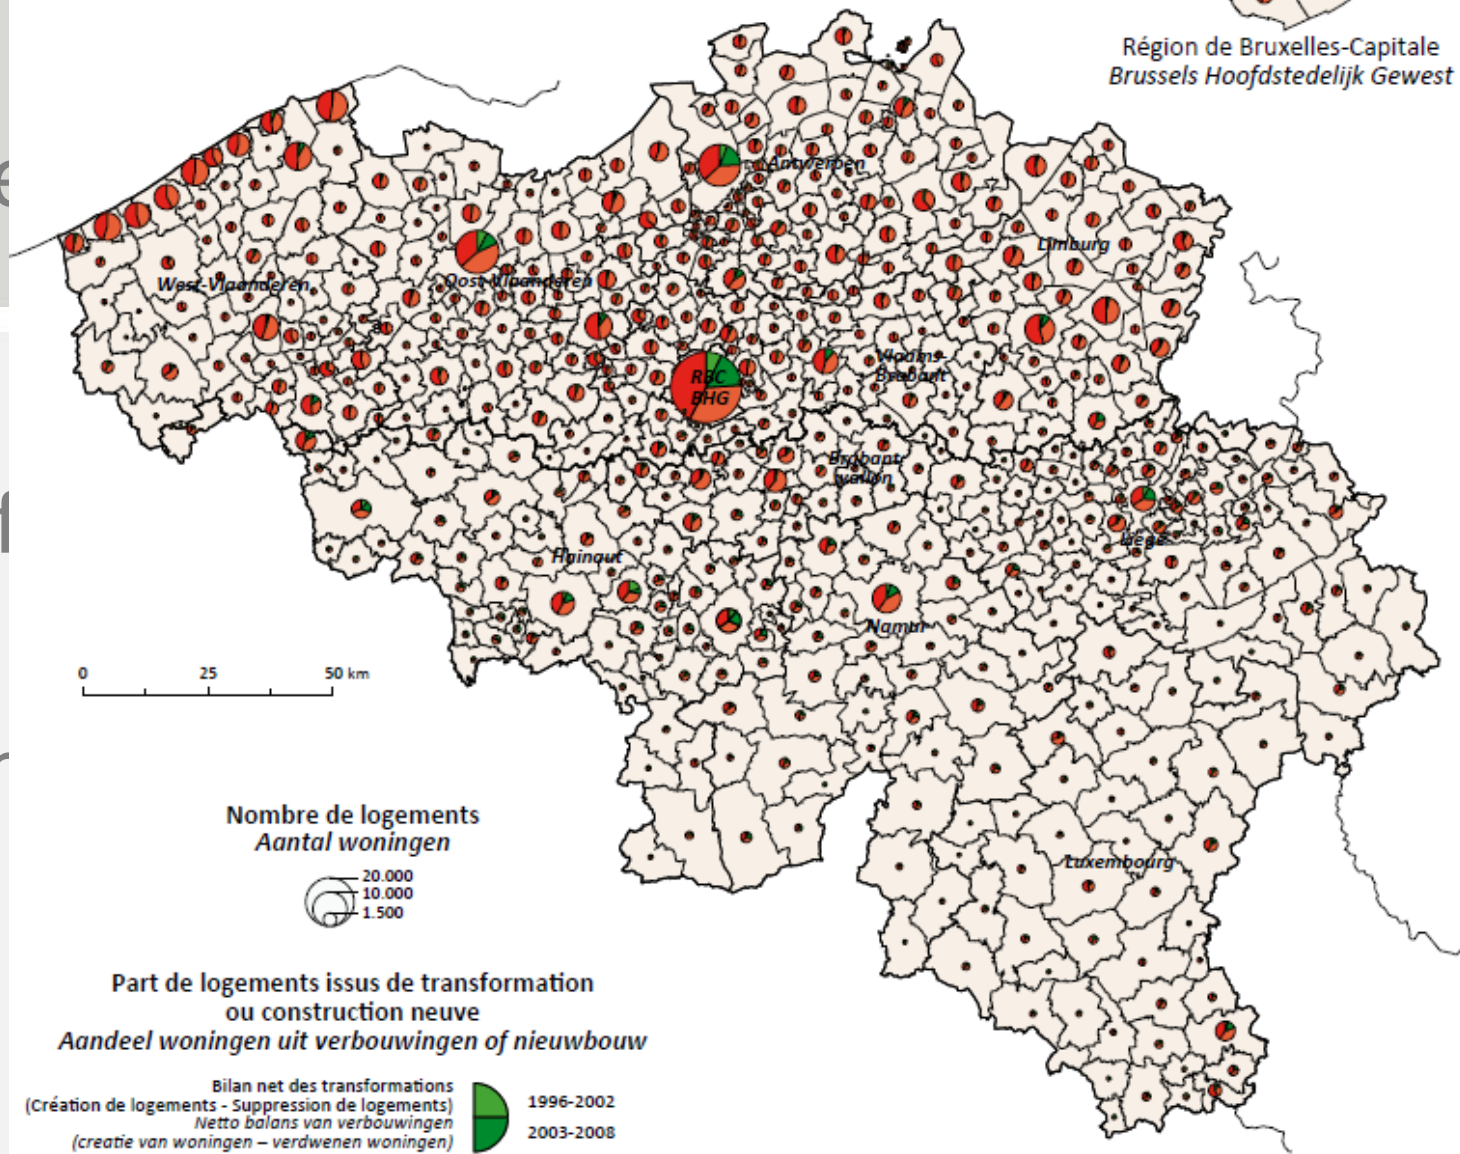 Région de Bruxelles-Capitale
Brussels Hoofdstedelijk Gewest
Antwerpen
Limburg
West-Vlaanderen
Oost-Vlaanderen
Vlaams-
Brabant
RBC
BHG
Brabant
wallon
Liège
Hainaut
Namur
0 25 50 km
Luxembourg
Nombre de logements
Aantal woningen
20.000
10.000
1.500
Part de logements issus de transformation
ou construction neuve
Aandeel woningen uit verbouwingen of nieuwbouw
Bilan net des transformations
(Création de logements - Suppression de logements)
Netto balans van verbouwingen
(creatie van woningen – verdwenen woningen)
1996-2002
2003-2008